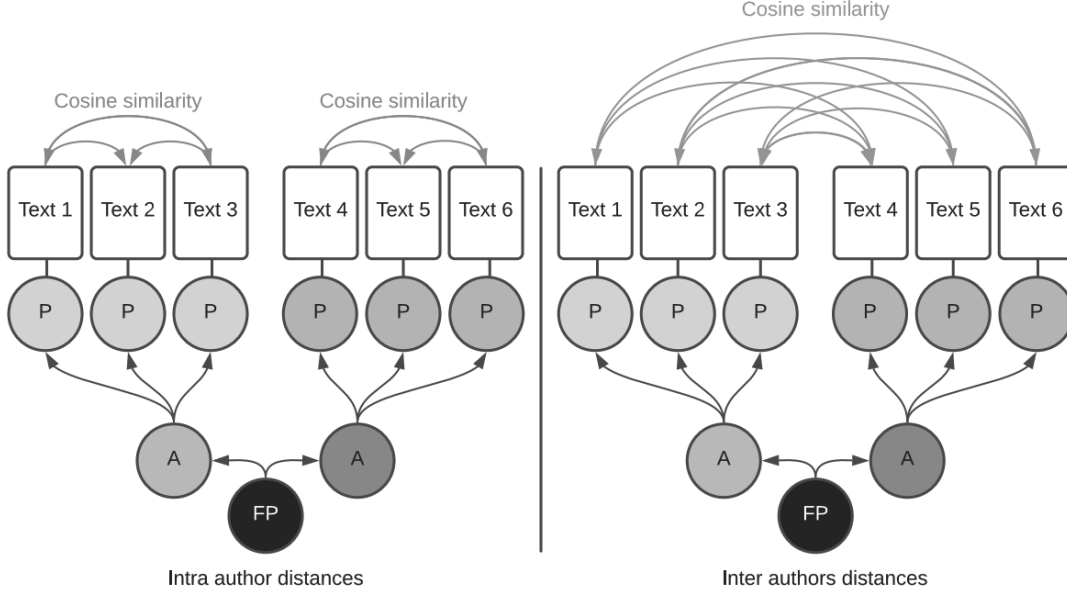 Cosine similarity
Cosine similarity Cosine similarity
Text 1 Text 2 Text 3 Text 4 Text 5 Text 6 Text 1 Text 2 Text 3 Text 4 Text 5 Text 6
P P P P P P P P P P P P
A A A A
FP FP
Intra author distances Inter authors distances